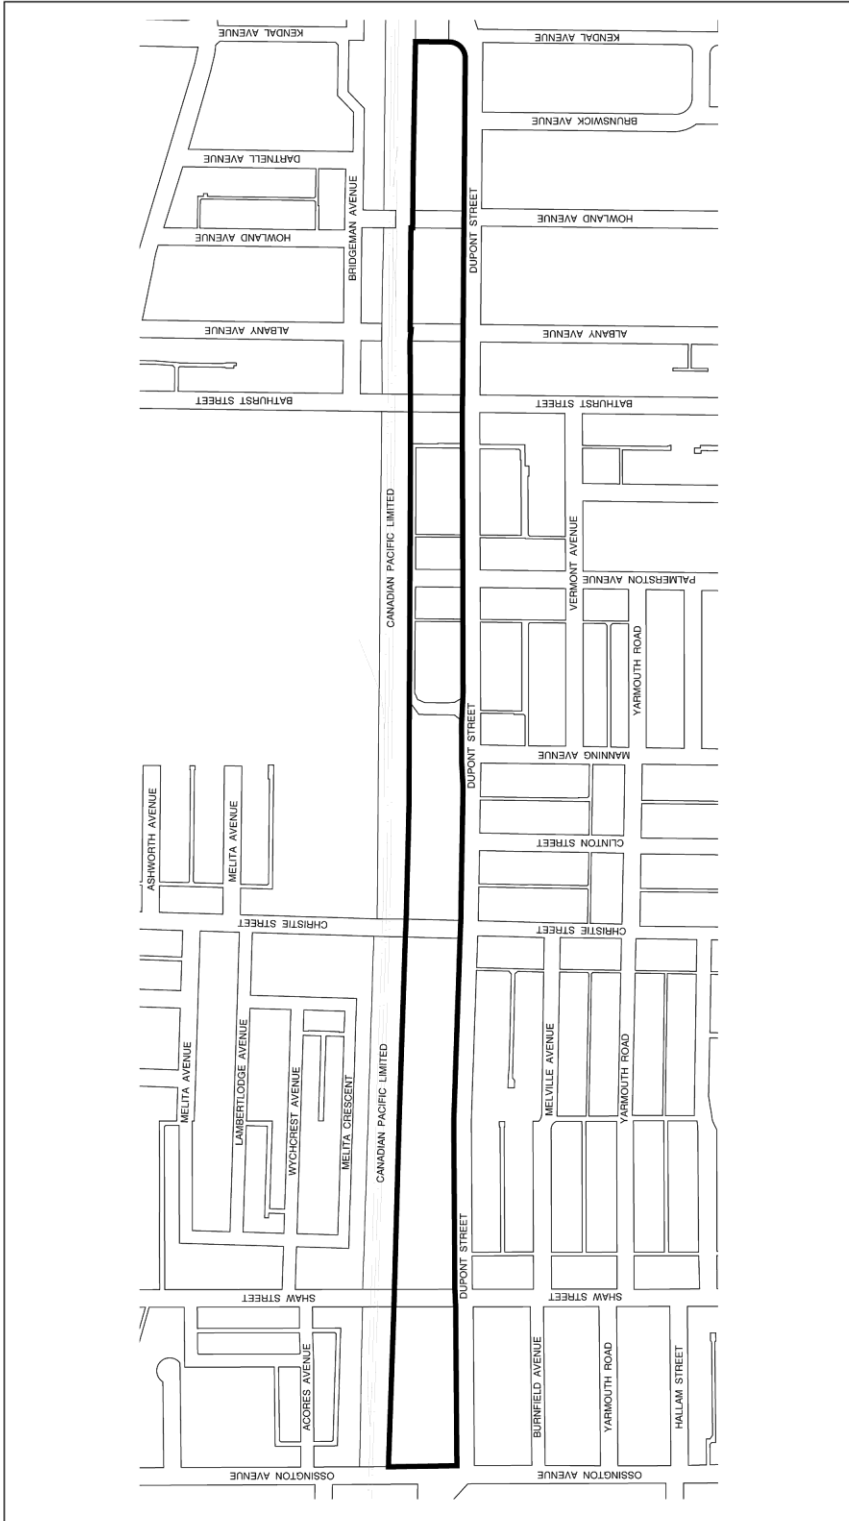 KENDAL AVENUE
KENDAL AVENUE
BRUNSWICK AVENUE
DARTNELL AVENUE
BRIDGEMAN AVENUE
DUPONT STREET
HOWLAND AVENUE
HOWLAND AVENUE
ALBANY AVENUE
ALBANY AVENUE
BATHURST STREET
BATHURST STREET
CANADIAN PACIFIC LIMITED
VERMONT AVENUE
PALMERSTON AVENUE
YARMOUTH ROAD
DUPONT STREET
MANNING AVENUE
ASHWORTH AVENUE
MELITA AVENUE
CLINTON STREET
CHRISTIE STREET
CHRISTIE STREET
MELITA AVENUE
LAMBERTLODGE AVENUE
WYCHCREST AVENUE
MELITA CRESCENT
CANADIAN PACIFIC LIMITED
MELVILLE AVENUE
YARMOUTH ROAD
DUPONT STREET
SHAW STREET
SHAW STREET
ACORES AVENUE
BURNFIELD AVENUE
YARMOUTH ROAD
HALLAM STREET
OSSINGTON AVENUE
OSSINGTON AVENUE